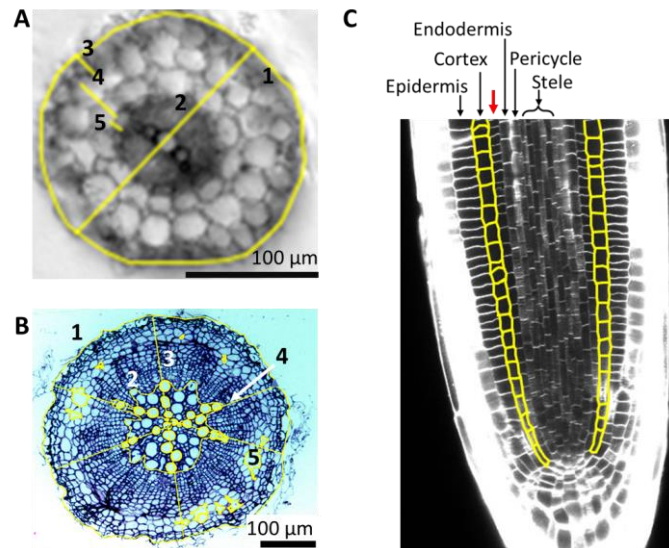 A
3
1
4
2
5
100 µm
B
1
3
4
2
5
100 µm
C
Endodermis
Cortex
Pericycle
Stele
Epidermis